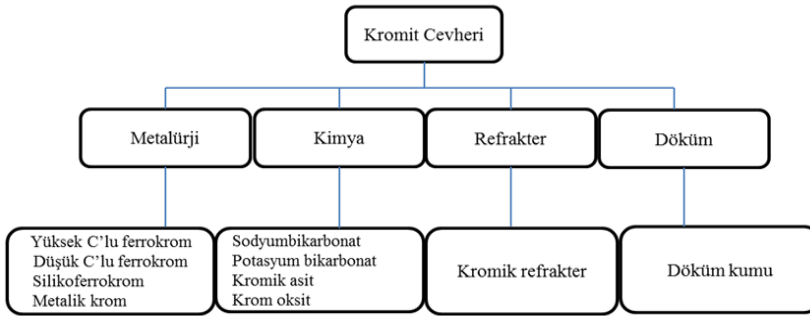 Kromit Cevheri
Metalürji
Kimya
Refrakter
Döküm
Yüksek C'lu ferrokrom
Düşük C'lu ferrokrom
Silikoferrokrom
Metalik krom
Sodyumbikarbonat
Potasyum bikarbonat
Kromik asit
Krom oksit
Kromik refrakter
Döküm kumu